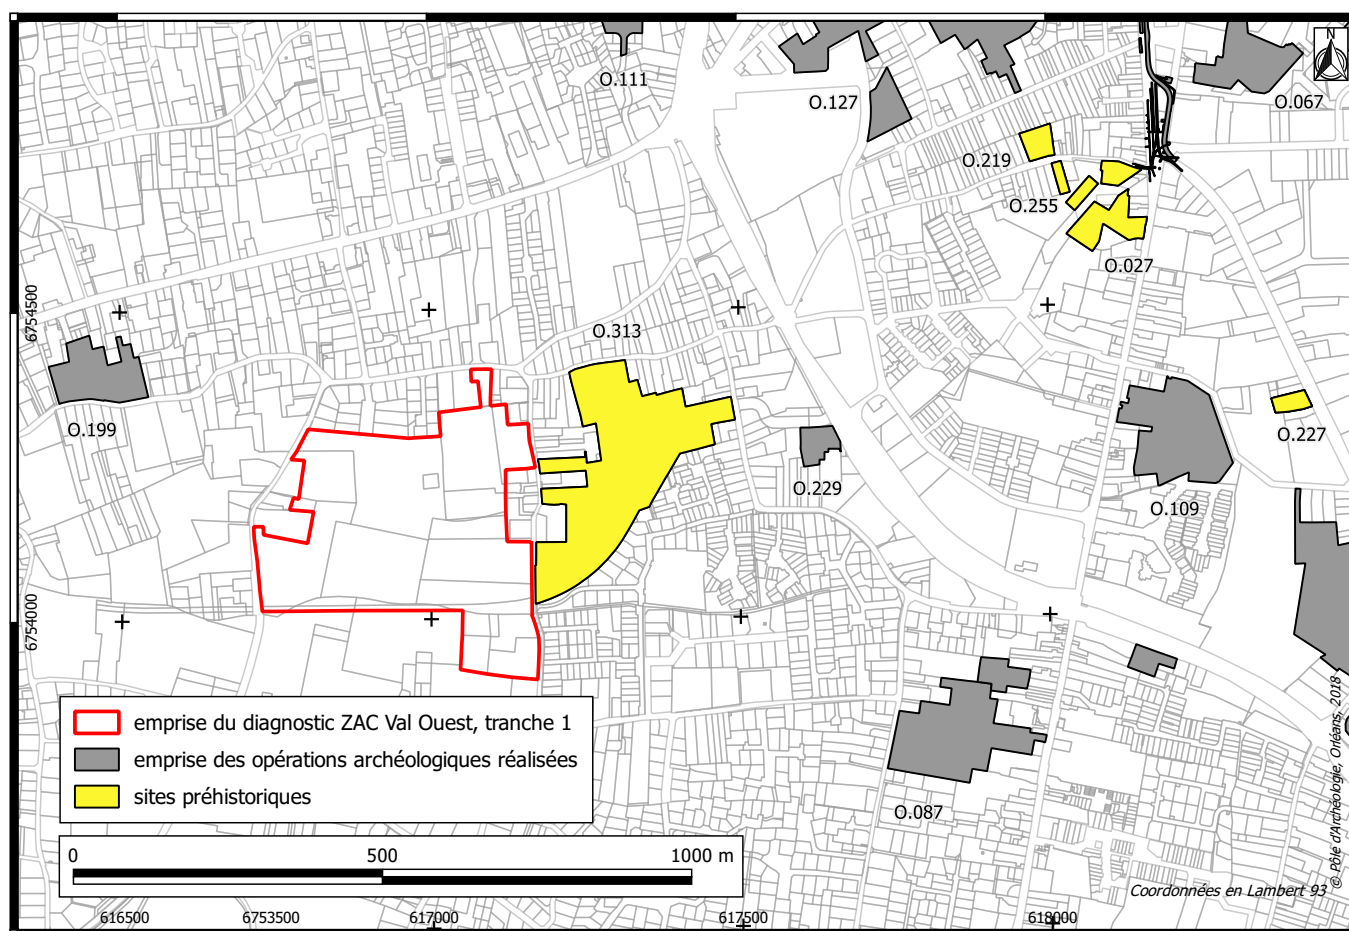 N
O.111
O.127
O.067
O.219
O.255
O.027
6754500
O.313
O.199
O.227
O.229
O.109
6754000
emprise du diagnostic ZAC Val Ouest, tranche 1
emprise des opérations archéologiques réalisées
sites préhistoriques
O.087
0 500 1000 m
Coordonnées en Lambert 93
© Pôle d'Archéologie, Orléans, 2018
616500 6753500 617000 617500 618000